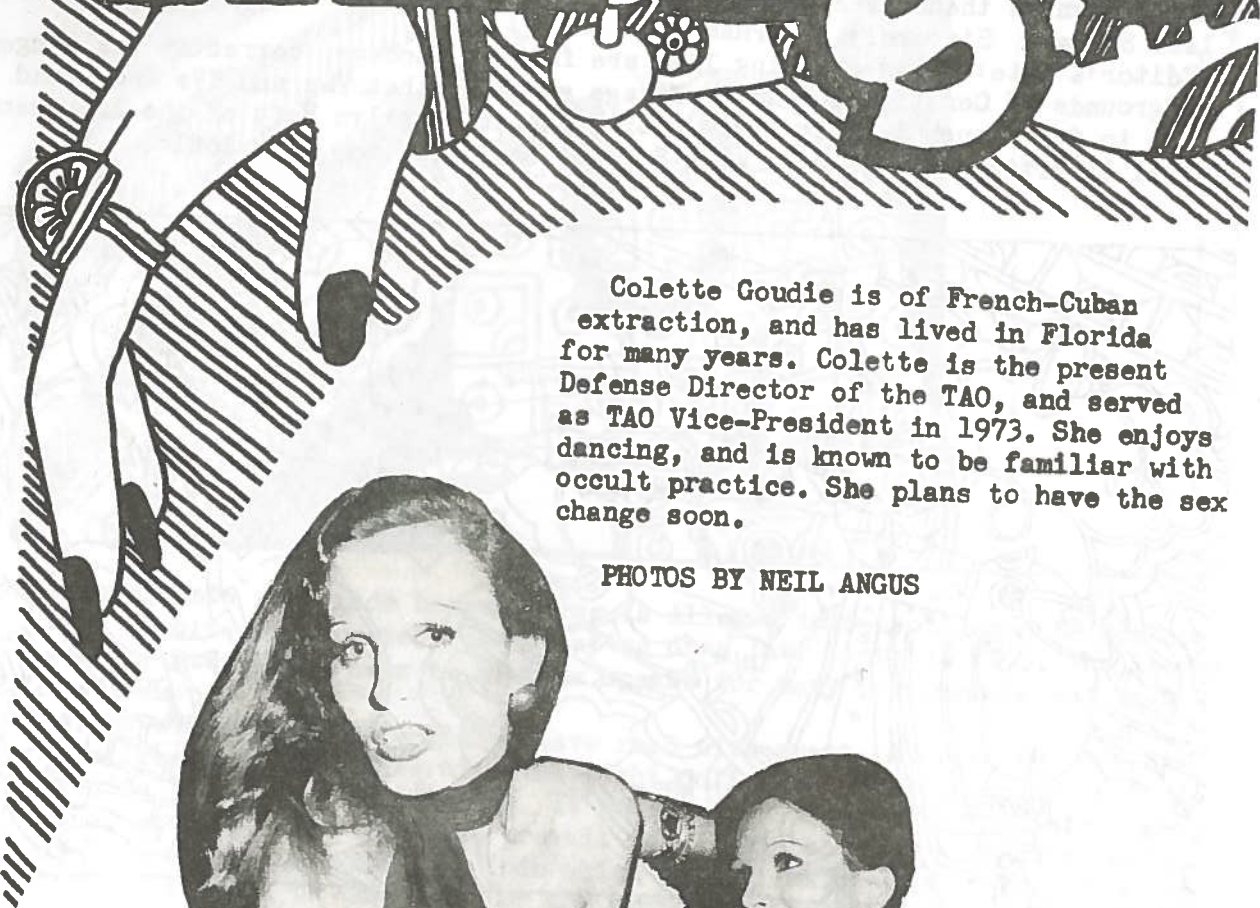 Colette Goudie is of French-Cuban
extraction, and has lived in Florida
for many years. Colette is the present
Defense Director of the TAO, and served
as TAO Vice-President in 1973. She enjoys
dancing, and is known to be familiar with
occult practice. She plans to have the sex
change soon.
PHOTOS BY NEIL ANGUS